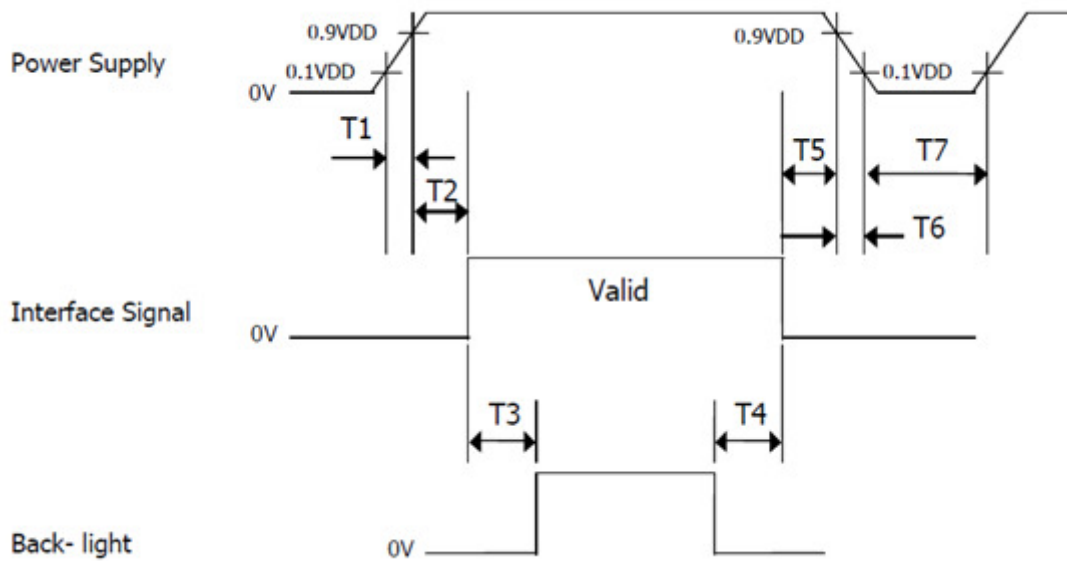 0.9VDD
0.9VDD
Power Supply
0.1VDD
0.1VDD
0V
T1
T5
T7
T2
T6
Valid
Interface Signal
0V
T3
T4
Back- light
0V